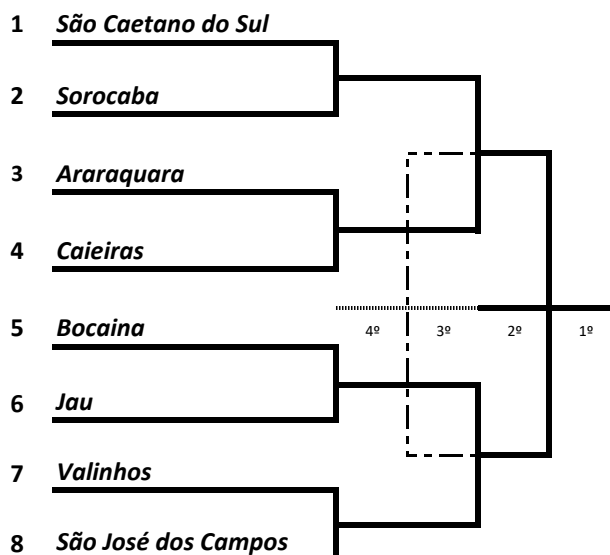 1 São Caetano do Sul
2 Sorocaba
3 Araraquara
4 Caieiras
5 Bocaina
4º 3º 2º 1º
6 Jau
7 Valinhos
8 São José dos Campos